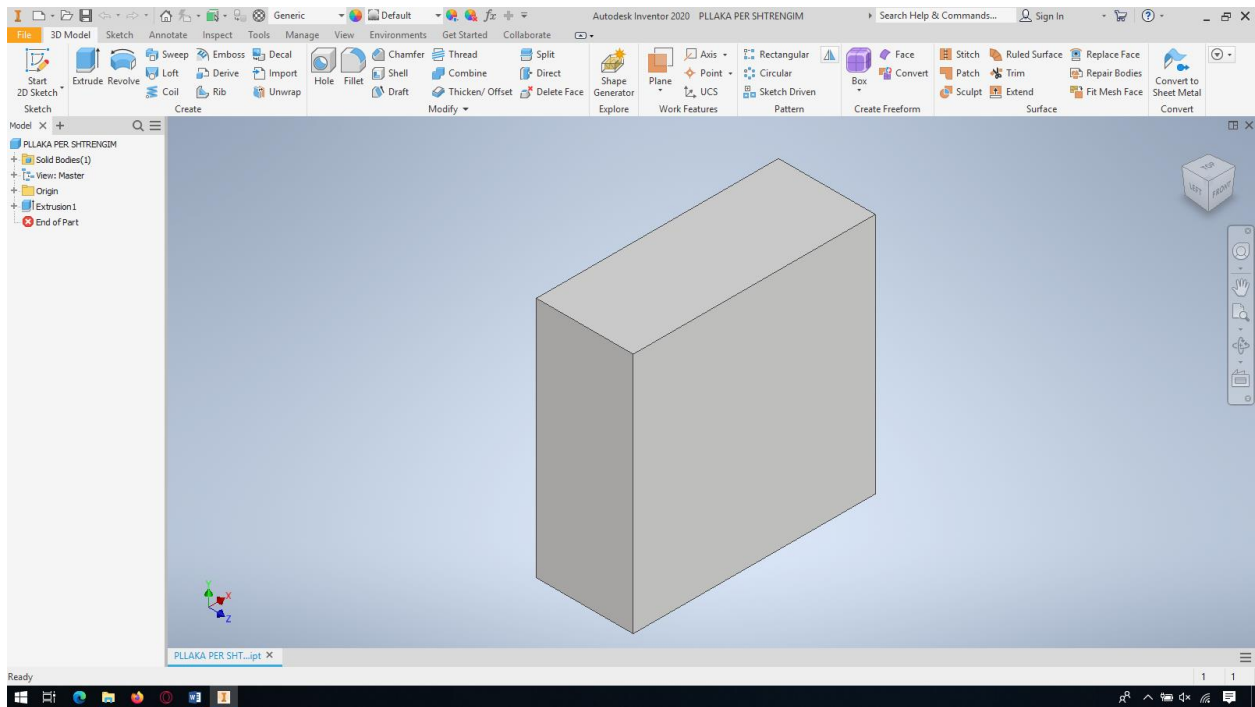 Generic Default fx Autodesk Inventor 2020 PLLAKA PER SHTRENGIM Search Help & Commands... Sign In
File 3D Model Sketch Annotate Inspect Tools Manage View Environments Get Started Collaborate
Sweep Emboss Decal Chamfer Thread Split Axis Rectangular Face Stitch Ruled Surface Replace Face
Start 2D Sketch Extrude Revolve Loft Derive Import Hole Fillet Shell Combine Direct Shape Generator Plane Point Circular Box Convert Patch Trim Repair Bodies Convert to Sheet Metal
Coil Rib Unwrap Draft Thicken/ Offset Delete Face UCS Sketch Driven Sculpt Extend Fit Mesh Face
Sketch Create Modify Explore Work Features Pattern Create Freeform Surface Convert
Model
PLLAKA PER SHTRENGIM
Solid Bodies(1)
View: Master
Origin
Extrusion1
End of Part
TOP
LEFT FRONT
Y
X
Z
PLLAKA PER SHT...ipt
Ready 1 1